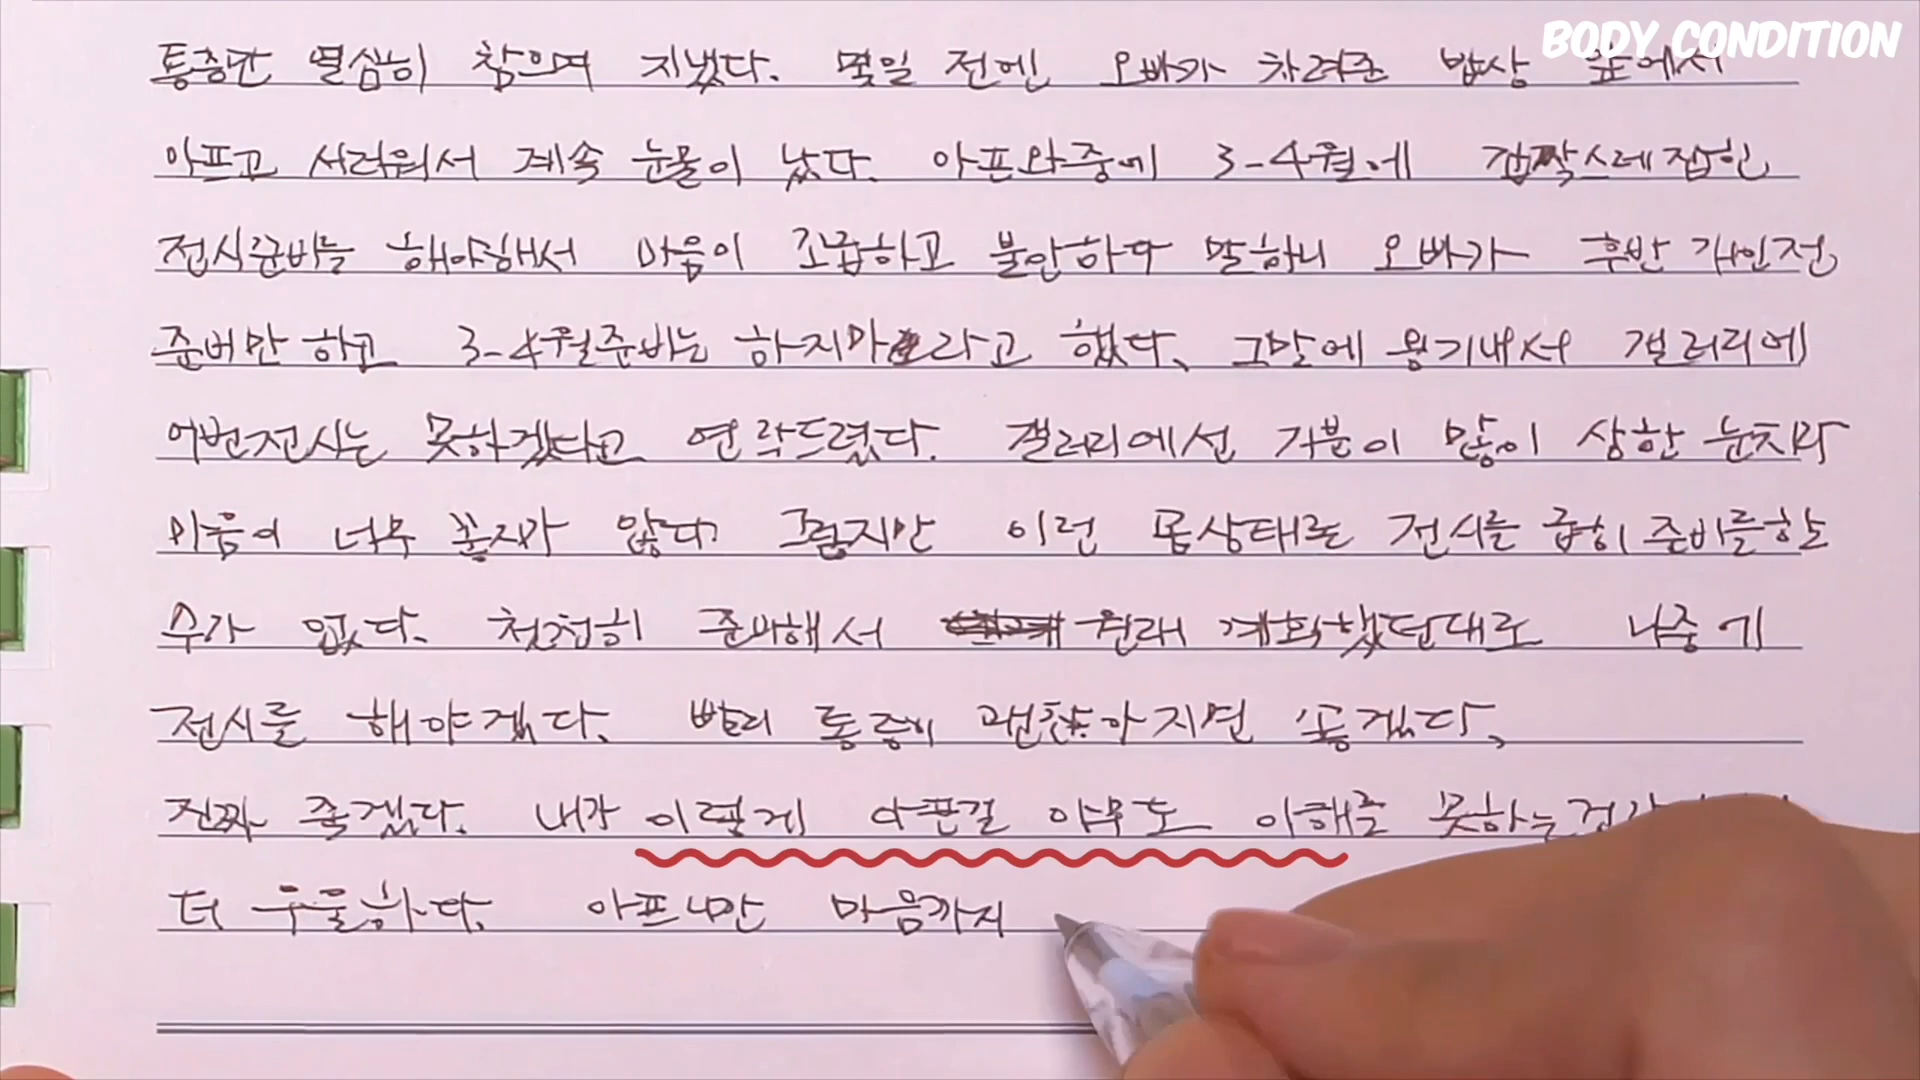 BODY CONDITION
통증만 열심히 참으며 지냈다. 몇일 전엔 오빠가 차려준 밥상 앞에서
아프고 서러워서 계속 눈물이 났다. 아픈와중에 3-4월에 갑짝스레 잡힌
전시준비는 해야해서 마음이 조급하고 불안하다 말하니 오빠가 후반 개인전
준비만 하고 3-4월준비는 하지마라고 했다. 그말에 용기내서 갤러리에
이번전시는 못하겠다고 연락드렸다. 갤러리에선 기분이 많이 상한 눈치라
마음이 너무 좋지가 않다. 그렇지만 이런 몸상태로 전시를 급히 준비를할
수가 없다. 천천히 준비해서 원래 계획했던대로 나중에
전시를 해야겠다. 빨리 통증이 괜찮아지면 좋겠다.
진짜 죽겠다. 내가 이렇게 아픈걸 아무도 이해를 못하는것
더 우울하다. 아프니깐 마음까지